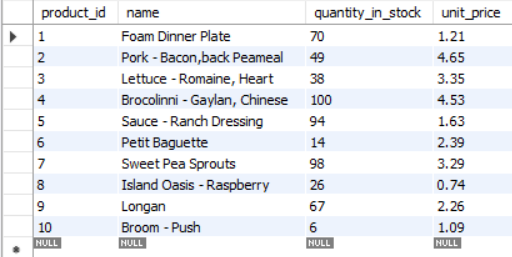 product_id name quantity_in_stock unit_price
1 Foam Dinner Plate 70 1.21
2 Pork - Bacon,back Peameal 49 4.65
3 Lettuce - Romaine, Heart 38 3.35
4 Brocolinni - Gaylan, Chinese 100 4.53
5 Sauce - Ranch Dressing 94 1.63
6 Petit Baguette 14 2.39
7 Sweet Pea Sprouts 98 3.29
8 Island Oasis - Raspberry 26 0.74
9 Longan 67 2.26
10 Broom - Push 6 1.09
NULL NULL NULL NULL